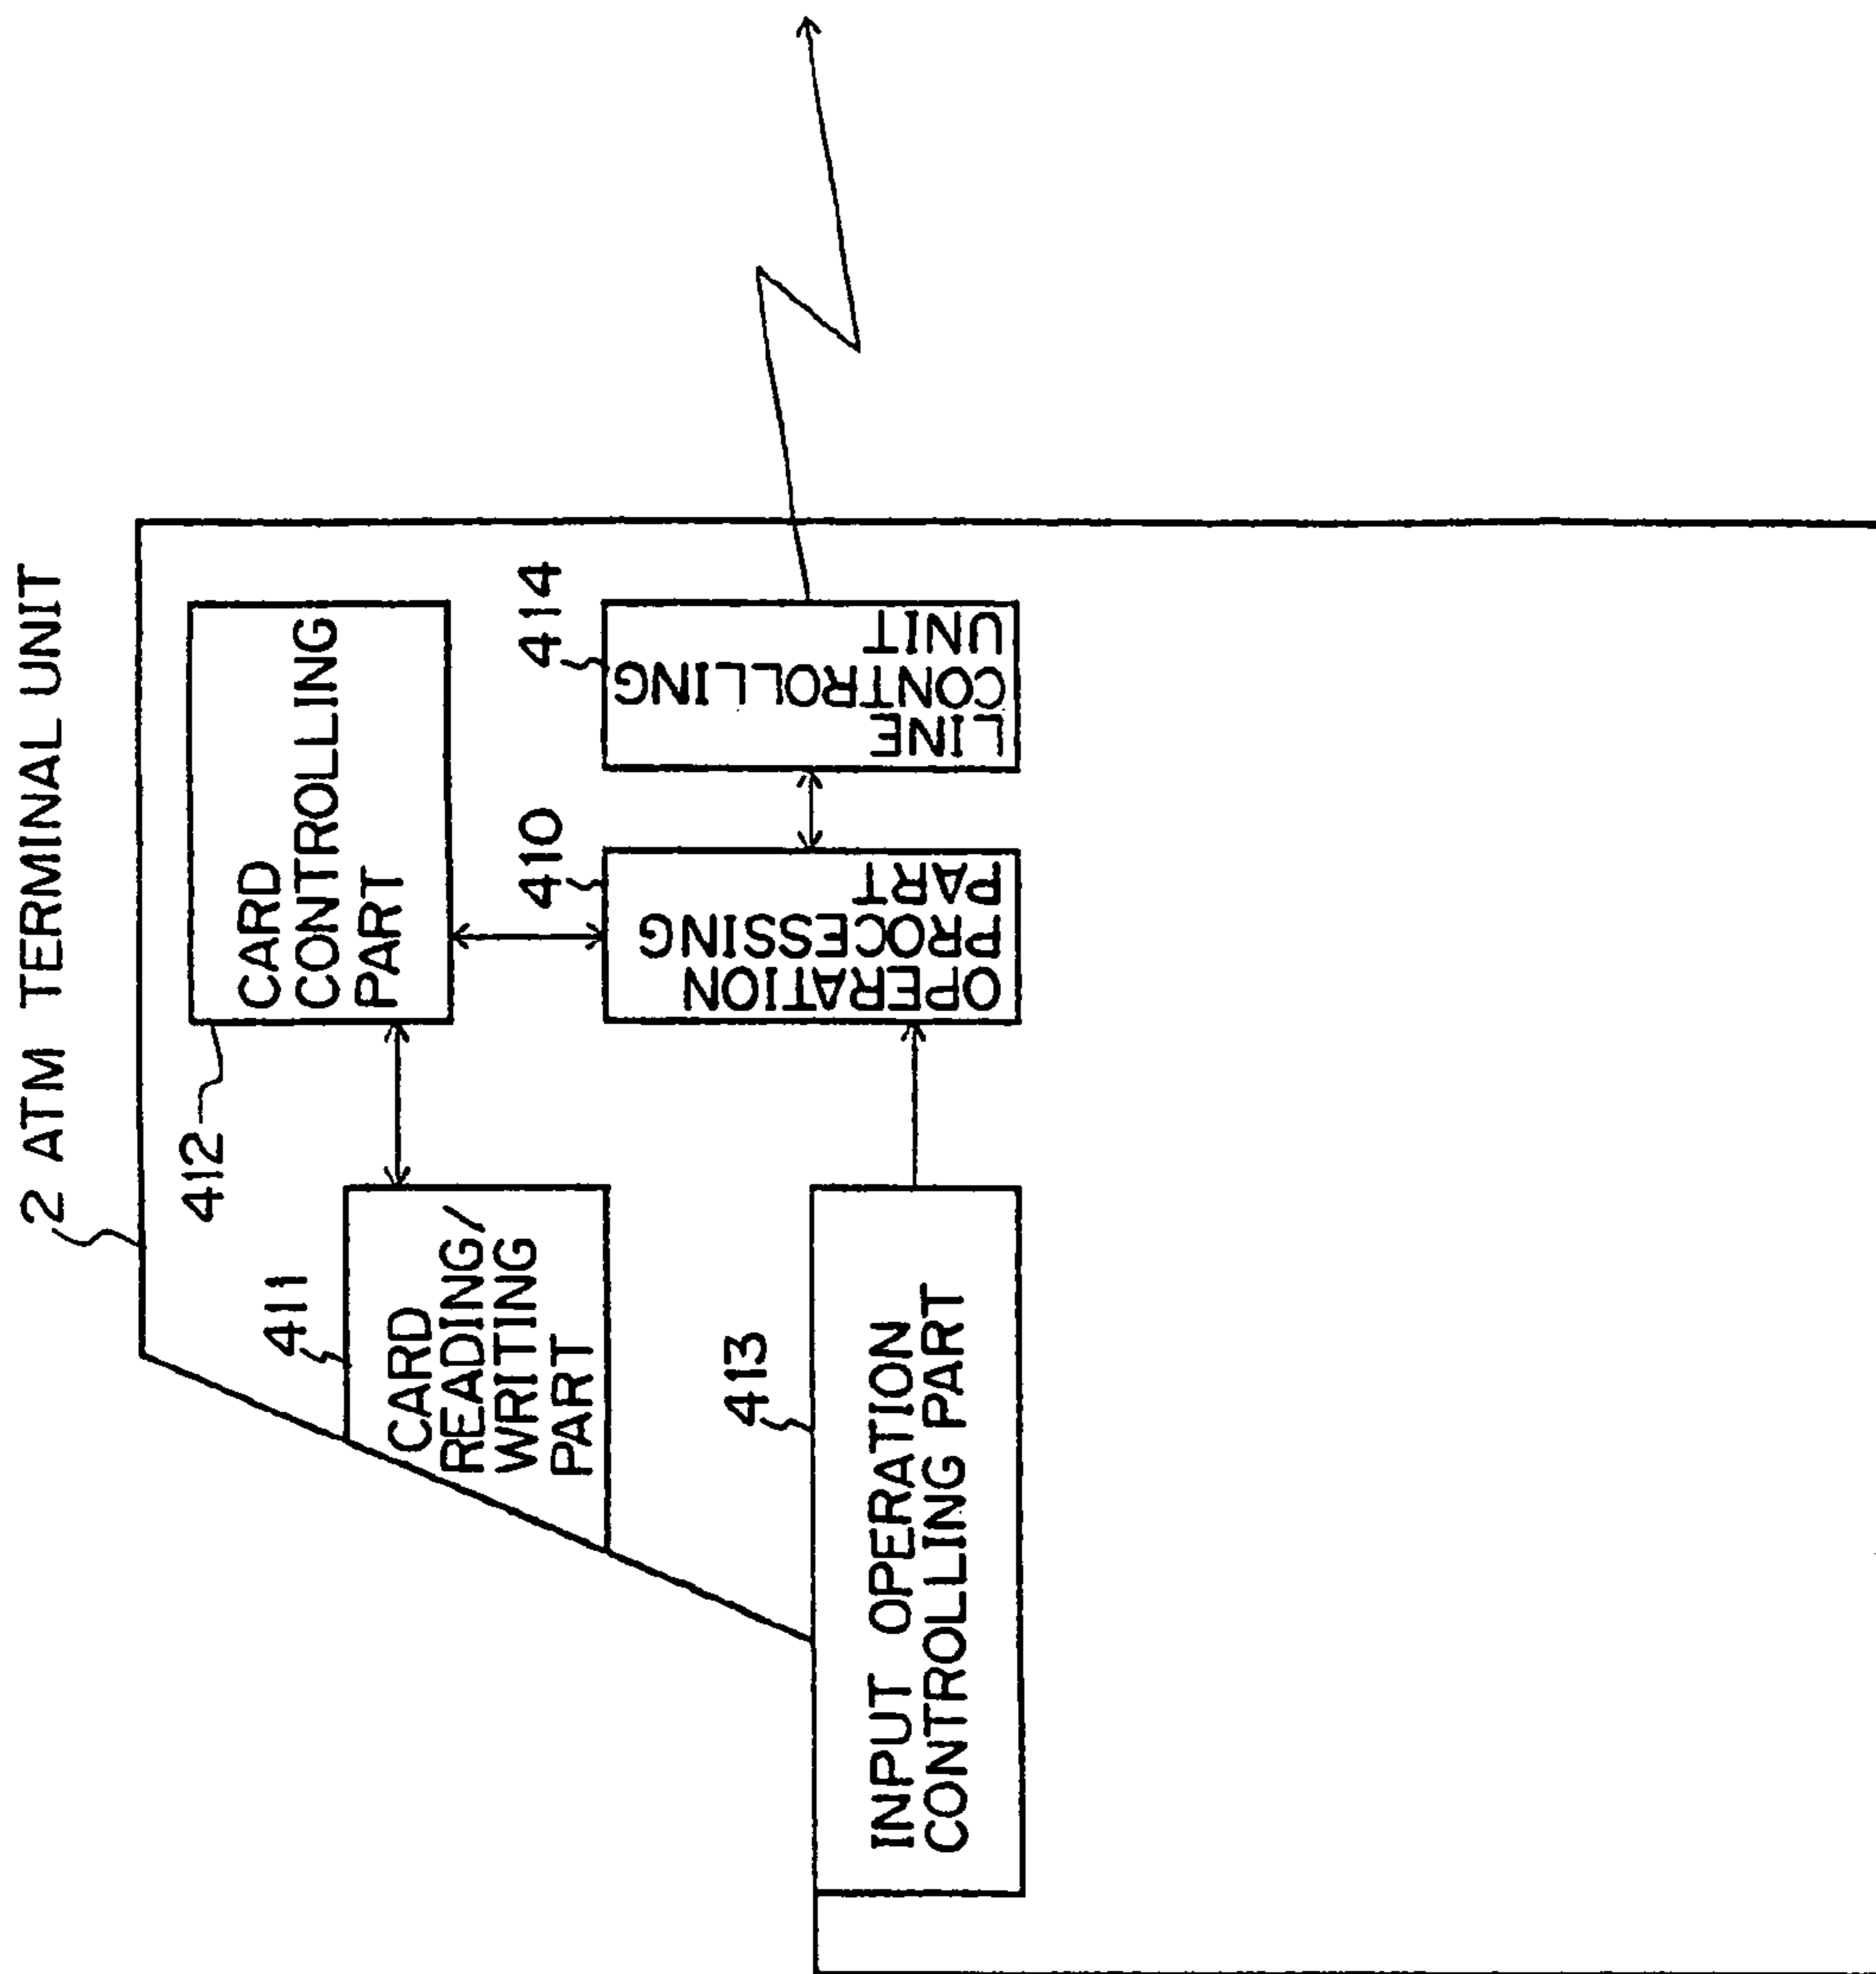 2 ATM TERMINAL UNIT
412
CARD
CONTROLLING
PART
411
CARD
READING/
WRITING
PART
414
LINE
CONTROLLING
UNIT
410
OPERATION
PROCESSING
PART
413
INPUT OPERATION
CONTROLLING PART